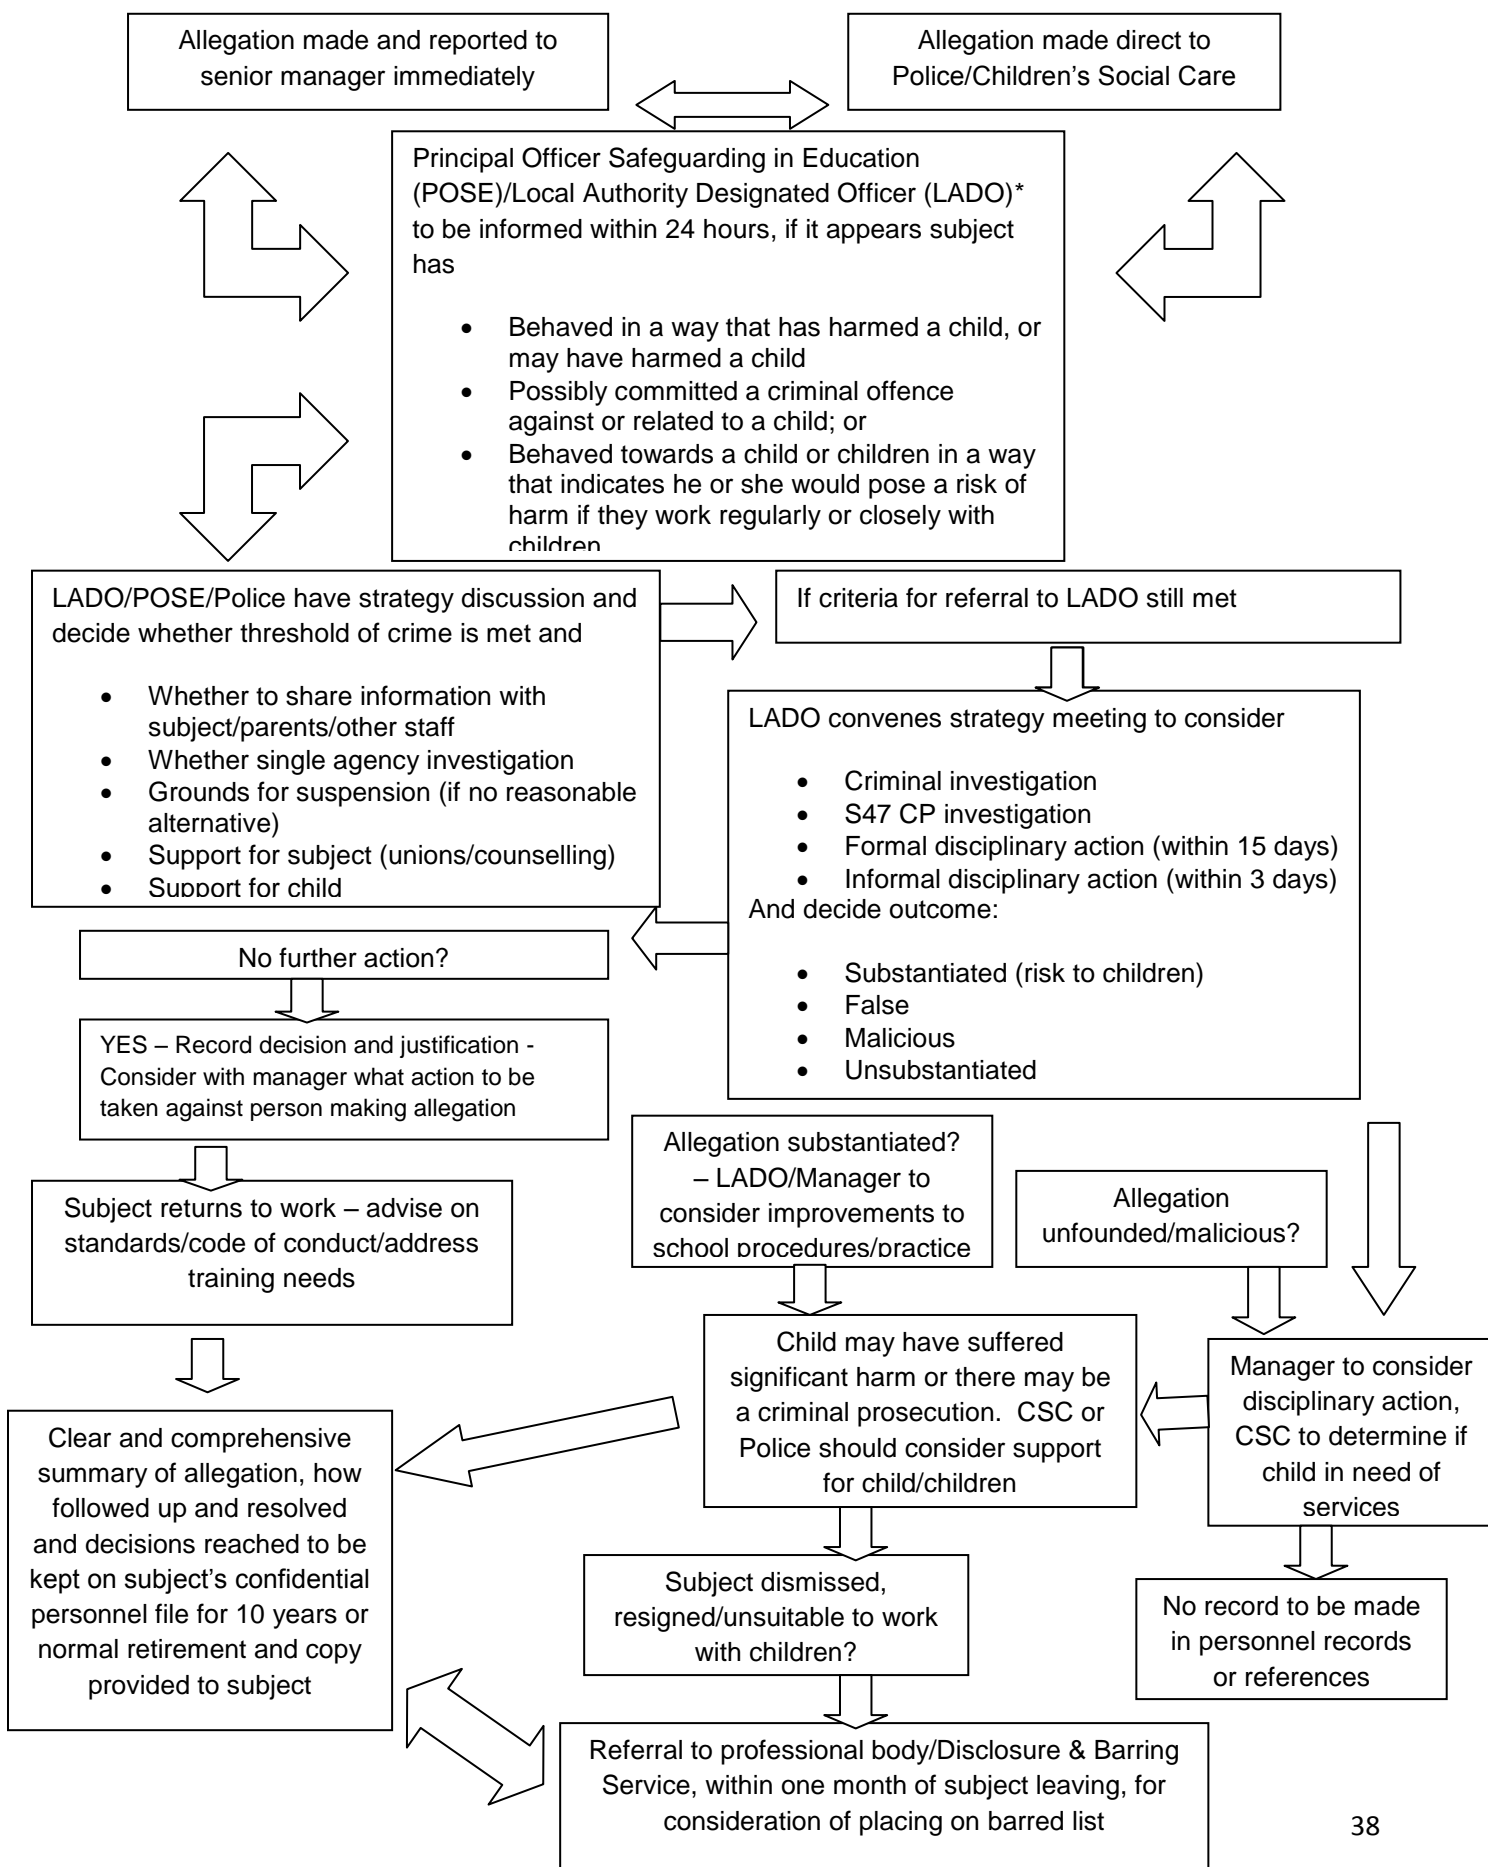 Allegation made and reported to
senior manager immediately
Allegation made direct to
Police/Children's Social Care
Principal Officer Safeguarding in Education
(POSE)/Local Authority Designated Officer (LADO)*
to be informed within 24 hours, if it appears subject
has
• Behaved in a way that has harmed a child, or
may have harmed a child
• Possibly committed a criminal offence
against or related to a child; or
• Behaved towards a child or children in a way
that indicates he or she would pose a risk of
harm if they work regularly or closely with
children
LADO/POSE/Police have strategy discussion and
decide whether threshold of crime is met and
• Whether to share information with
subject/parents/other staff
• Whether single agency investigation
• Grounds for suspension (if no reasonable
alternative)
• Support for subject (unions/counselling)
• Support for child
If criteria for referral to LADO still met
LADO convenes strategy meeting to consider
• Criminal investigation
• S47 CP investigation
• Formal disciplinary action (within 15 days)
• Informal disciplinary action (within 3 days)
And decide outcome:
• Substantiated (risk to children)
• False
• Malicious
• Unsubstantiated
No further action?
YES – Record decision and justification -
Consider with manager what action to be
taken against person making allegation
Subject returns to work – advise on
standards/code of conduct/address
training needs
Allegation substantiated?
– LADO/Manager to
consider improvements to
school procedures/practice
Allegation
unfounded/malicious?
Child may have suffered
significant harm or there may be
a criminal prosecution.  CSC or
Police should consider support
for child/children
Manager to consider
disciplinary action,
CSC to determine if
child in need of
services
Clear and comprehensive
summary of allegation, how
followed up and resolved
and decisions reached to be
kept on subject's confidential
personnel file for 10 years or
normal retirement and copy
provided to subject
Subject dismissed,
resigned/unsuitable to work
with children?
No record to be made
in personnel records
or references
Referral to professional body/Disclosure & Barring
Service, within one month of subject leaving, for
consideration of placing on barred list
38